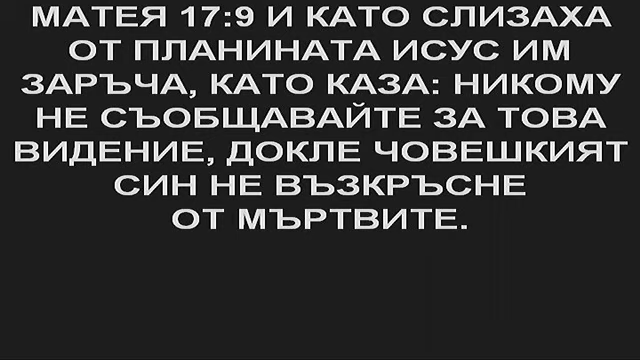 МАТЕЯ 17:9 И КАТО СЛИЗАХА
ОТ ПЛАНИНАТА ИСУС ИМ
ЗАРЪЧА, КАТО КАЗА: НИКОМУ
НЕ СЪОБЩАВАЙТЕ ЗА ТОВА
ВИДЕНИЕ, ДОКЛЕ ЧОВЕШКИЯТ
СИН НЕ ВЪЗКРЪСНЕ
ОТ МЪРТВИТЕ.